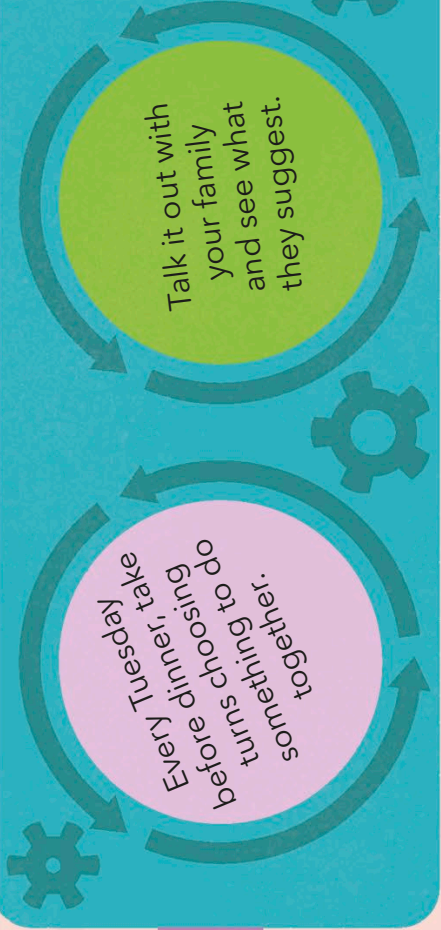 Every Tuesday
before dinner, take
turns choosing
something to do
together.
Talk it out with
your family
and see what
they suggest.